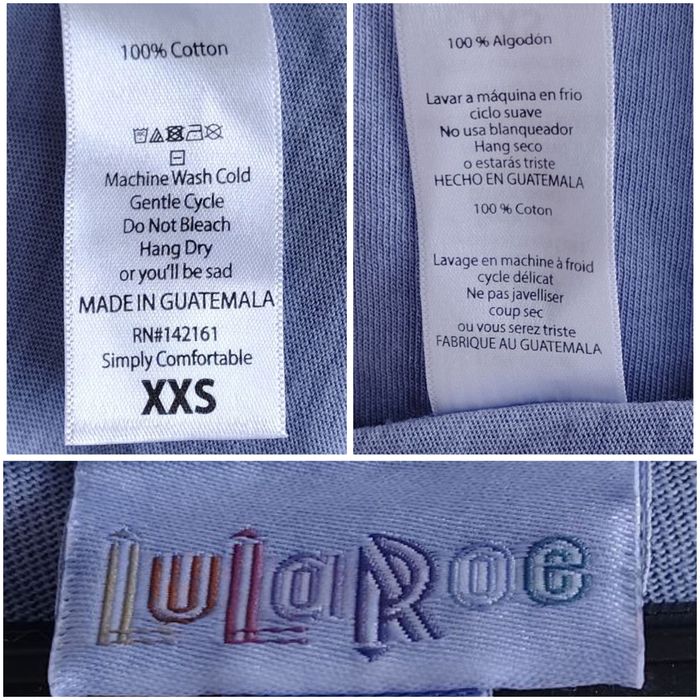 100% Cotton
Machine Wash Cold
Gentle Cycle
Do Not Bleach
Hang Dry
or you'll be sad
MADE IN GUATEMALA
RN#142161
Simply Comfortable
XXS
100 % Algodón
Lavar a máquina en frio
ciclo suave
No usa blanqueador
Hang seco
o estarás triste
HECHO EN GUATEMALA
100 % Coton
Lavage en machine à froid
cycle délicat
Ne pas javelliser
coup sec
ou vous serez triste
FABRIQUE AU GUATEMALA
LuLaRoe